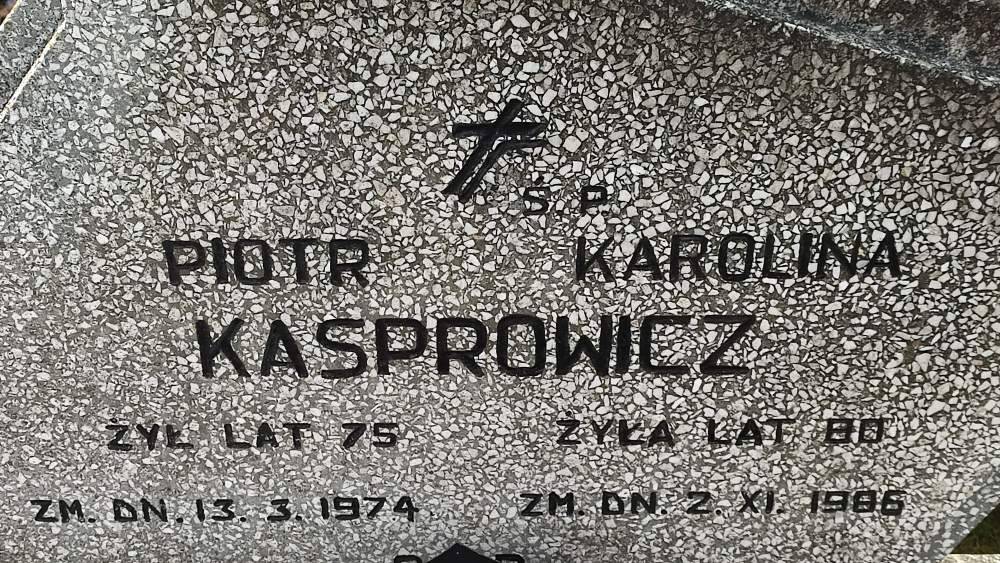 Ś P.
PIOTR KAROLINA
KASPROWICZ
ŻYŁ LAT 75 ŻYŁA LAT 80
ZM. DN. 13. 3. 1974 ZM. DN. 2. XI. 1986